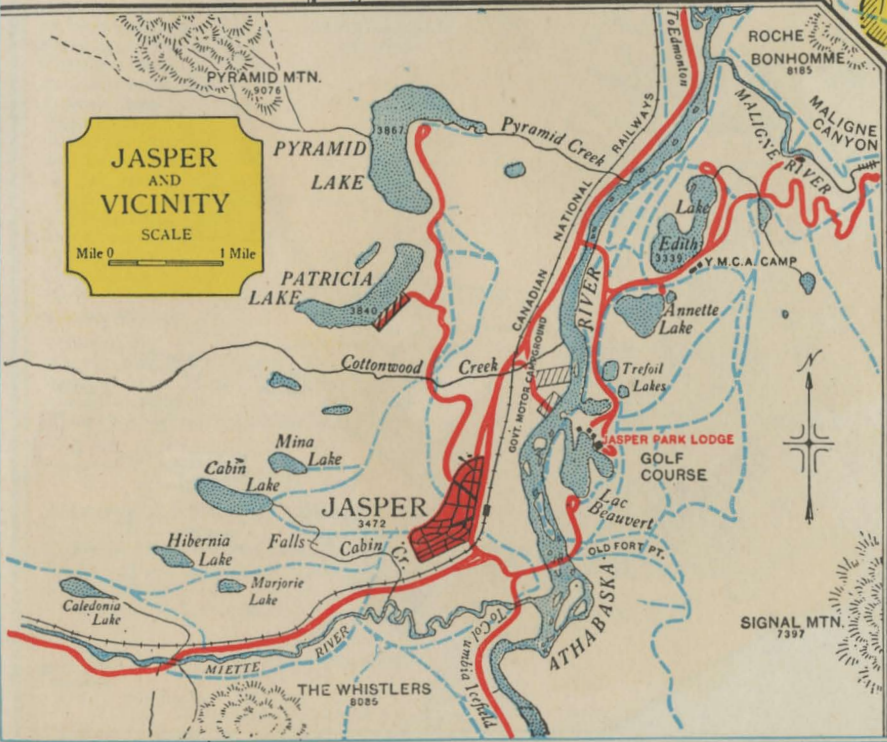 To Edmonton
ROCHE
BONHOMME
8185
PYRAMID MTN.
9076
MALIGNE
CANYON
MALIGNE
RIVER
3867
PYRAMID
LAKE
Pyramid Creek
CANADIAN NATIONAL RAILWAYS
JASPER
AND
VICINITY
SCALE
Mile 0 1 Mile
Lake
Edith
3339
Y.M.C.A. CAMP
PATRICIA
LAKE
3840
RIVER
Annette
Lake
Cottonwood Creek
GOVT. MOTOR CAMPGROUND
Trefoil
Lakes
N
JASPER PARK LODGE
GOLF
COURSE
Mina
Lake
Cabin
Lake
JASPER
3472
Lac
Beauvert
Hibernia
Lake
Falls
Cabin Cr.
OLD FORT PT.
Marjorie
Lake
Caledonia
Lake
ATHABASKA
SIGNAL MTN.
7397
MIETTE RIVER
To Columbia Icefield
THE WHISTLERS
8085